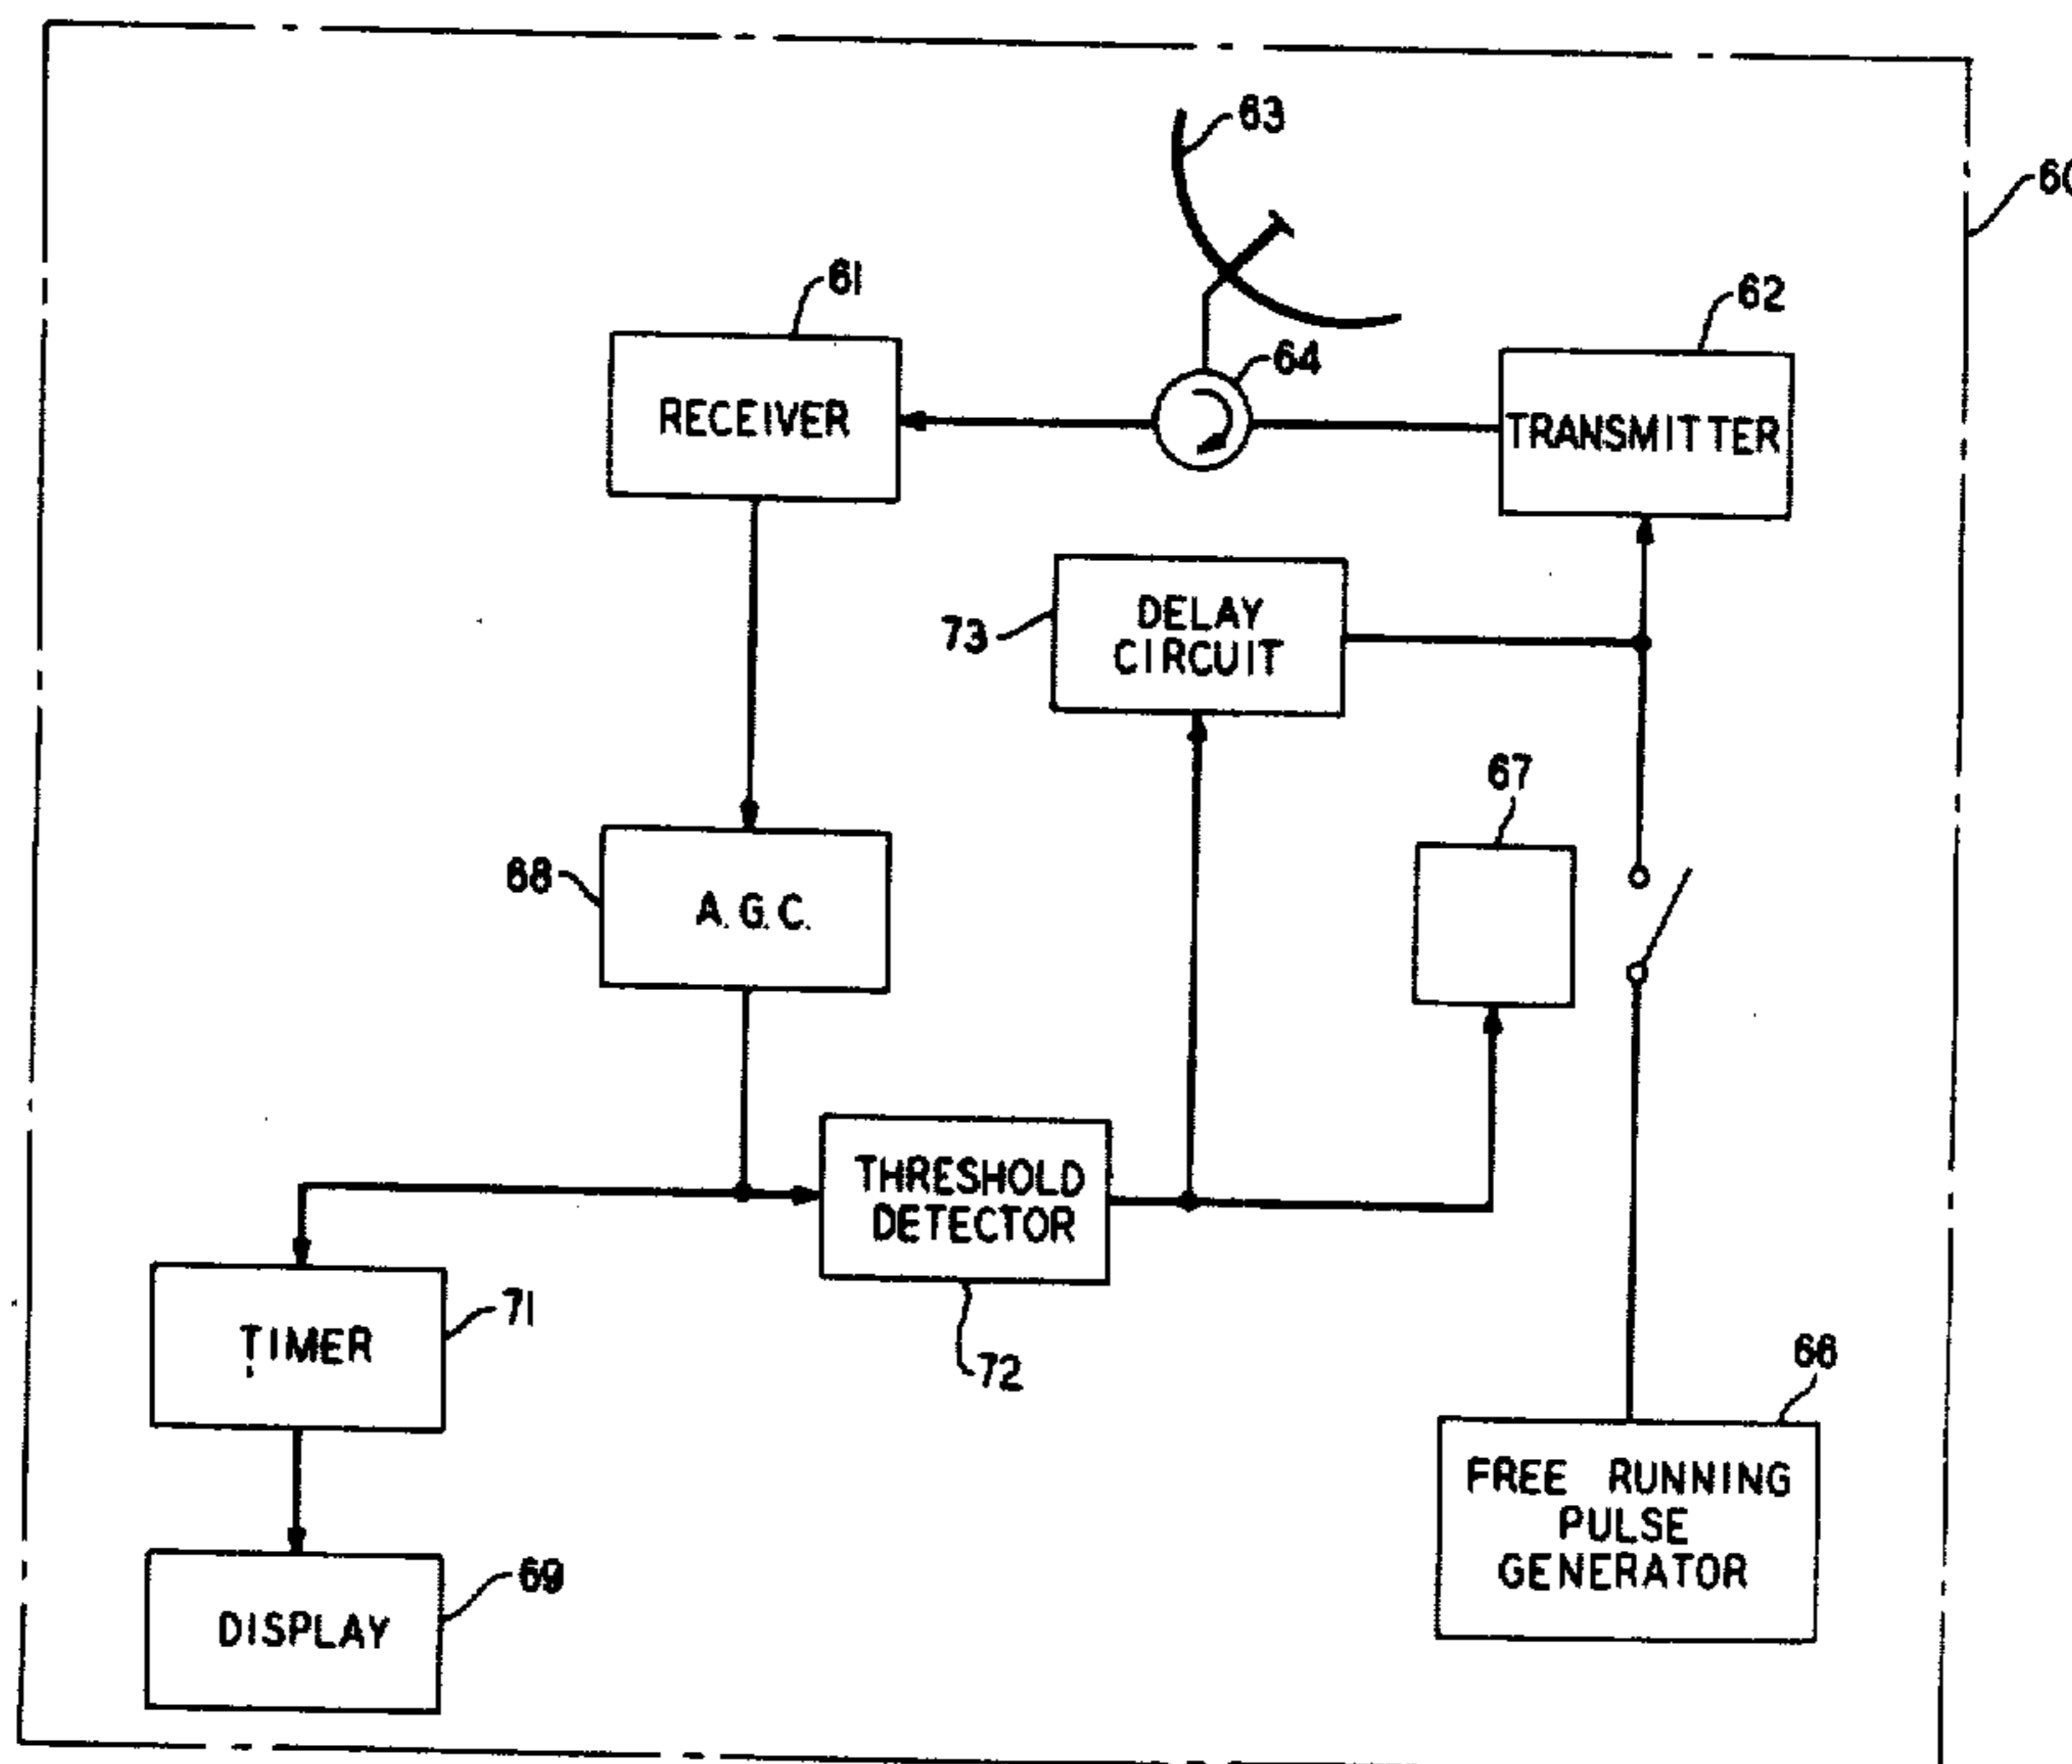 63
60
61
62
64
RECEIVER
TRANSMITTER
73
DELAY
CIRCUIT
67
68
A.G.C.
THRESHOLD
DETECTOR
TIMER
71
72
66
FREE RUNNING
PULSE
GENERATOR
DISPLAY
69